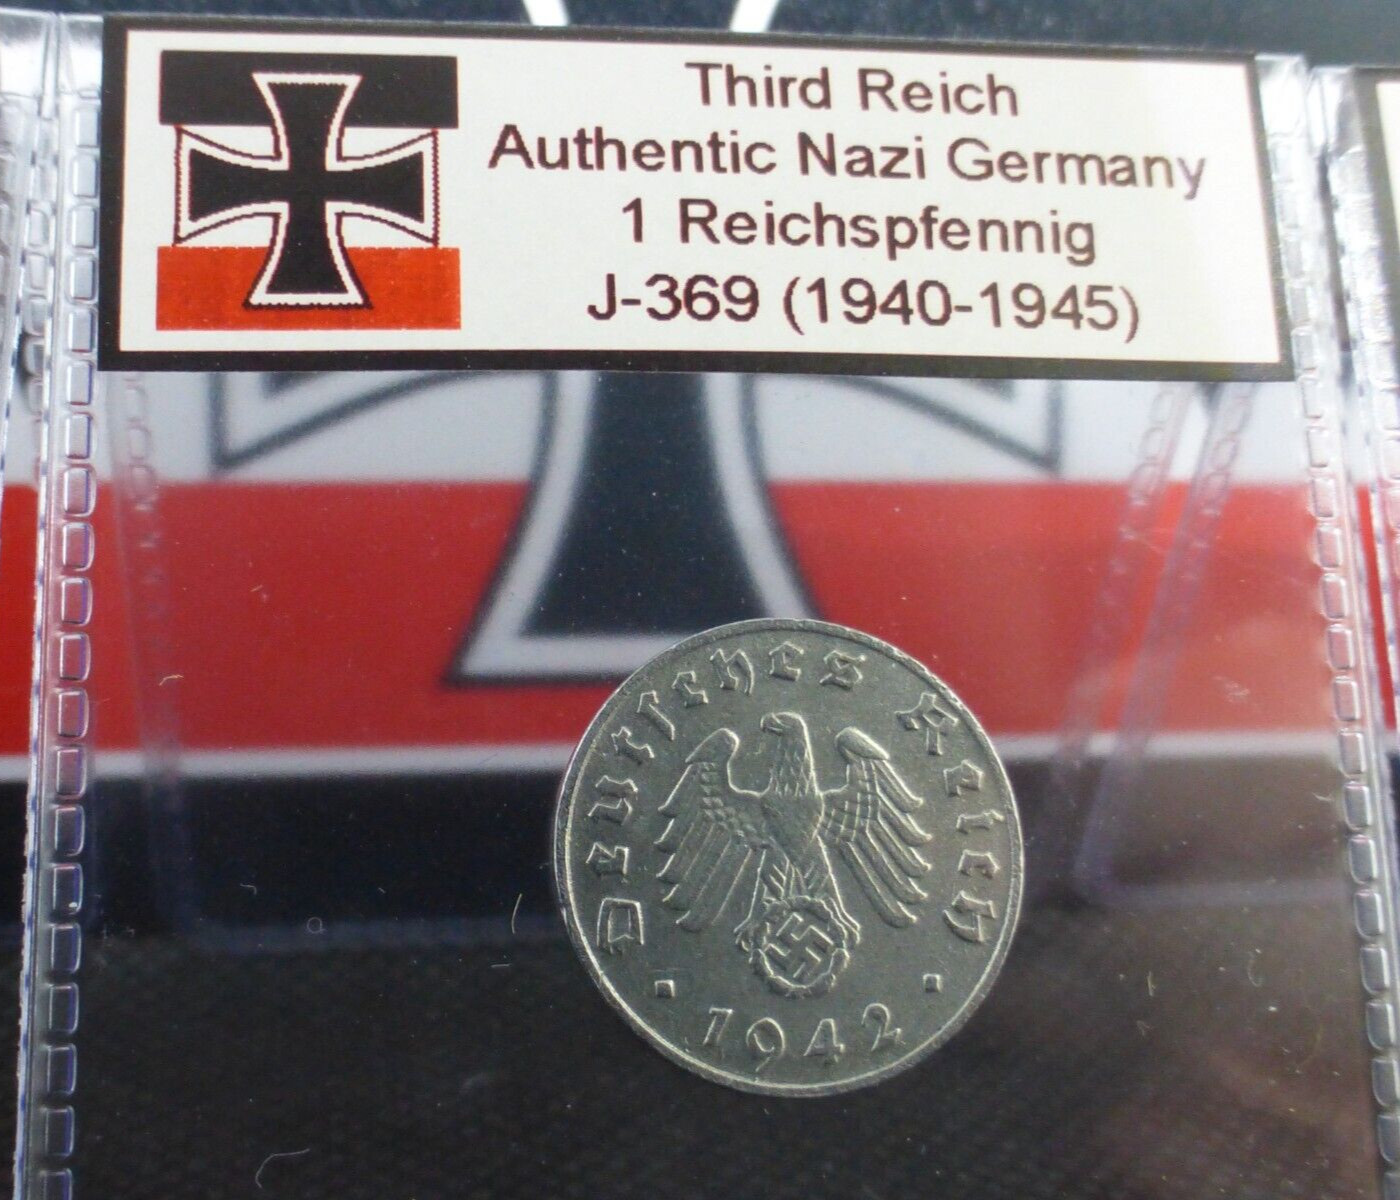 Third Reich
Authentic Nazi Germany
1 Reichspfennig
J-369 (1940-1945)
Deutsches Reich
1942